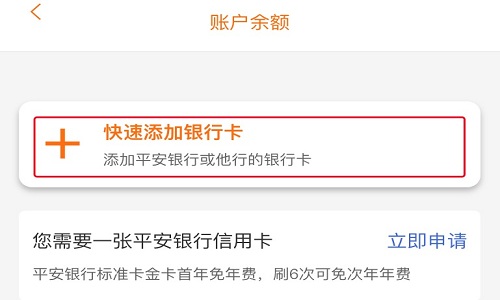 账户余额
快速添加银行卡
添加平安银行或他行的银行卡
您需要一张平安银行信用卡 立即申请
平安银行标准卡金卡首年免年费，刷6次可免次年年费